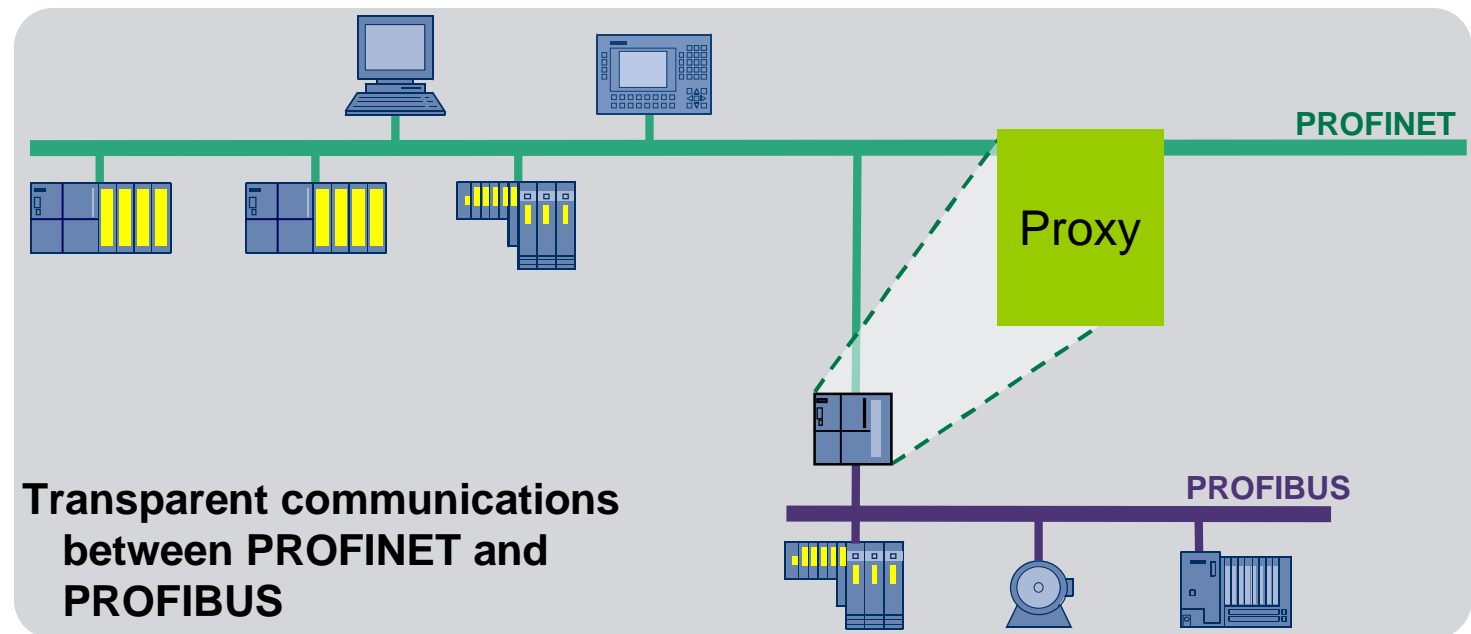 PROFINET
Proxy
PROFIBUS
Transparent communications
between PROFINET and
PROFIBUS